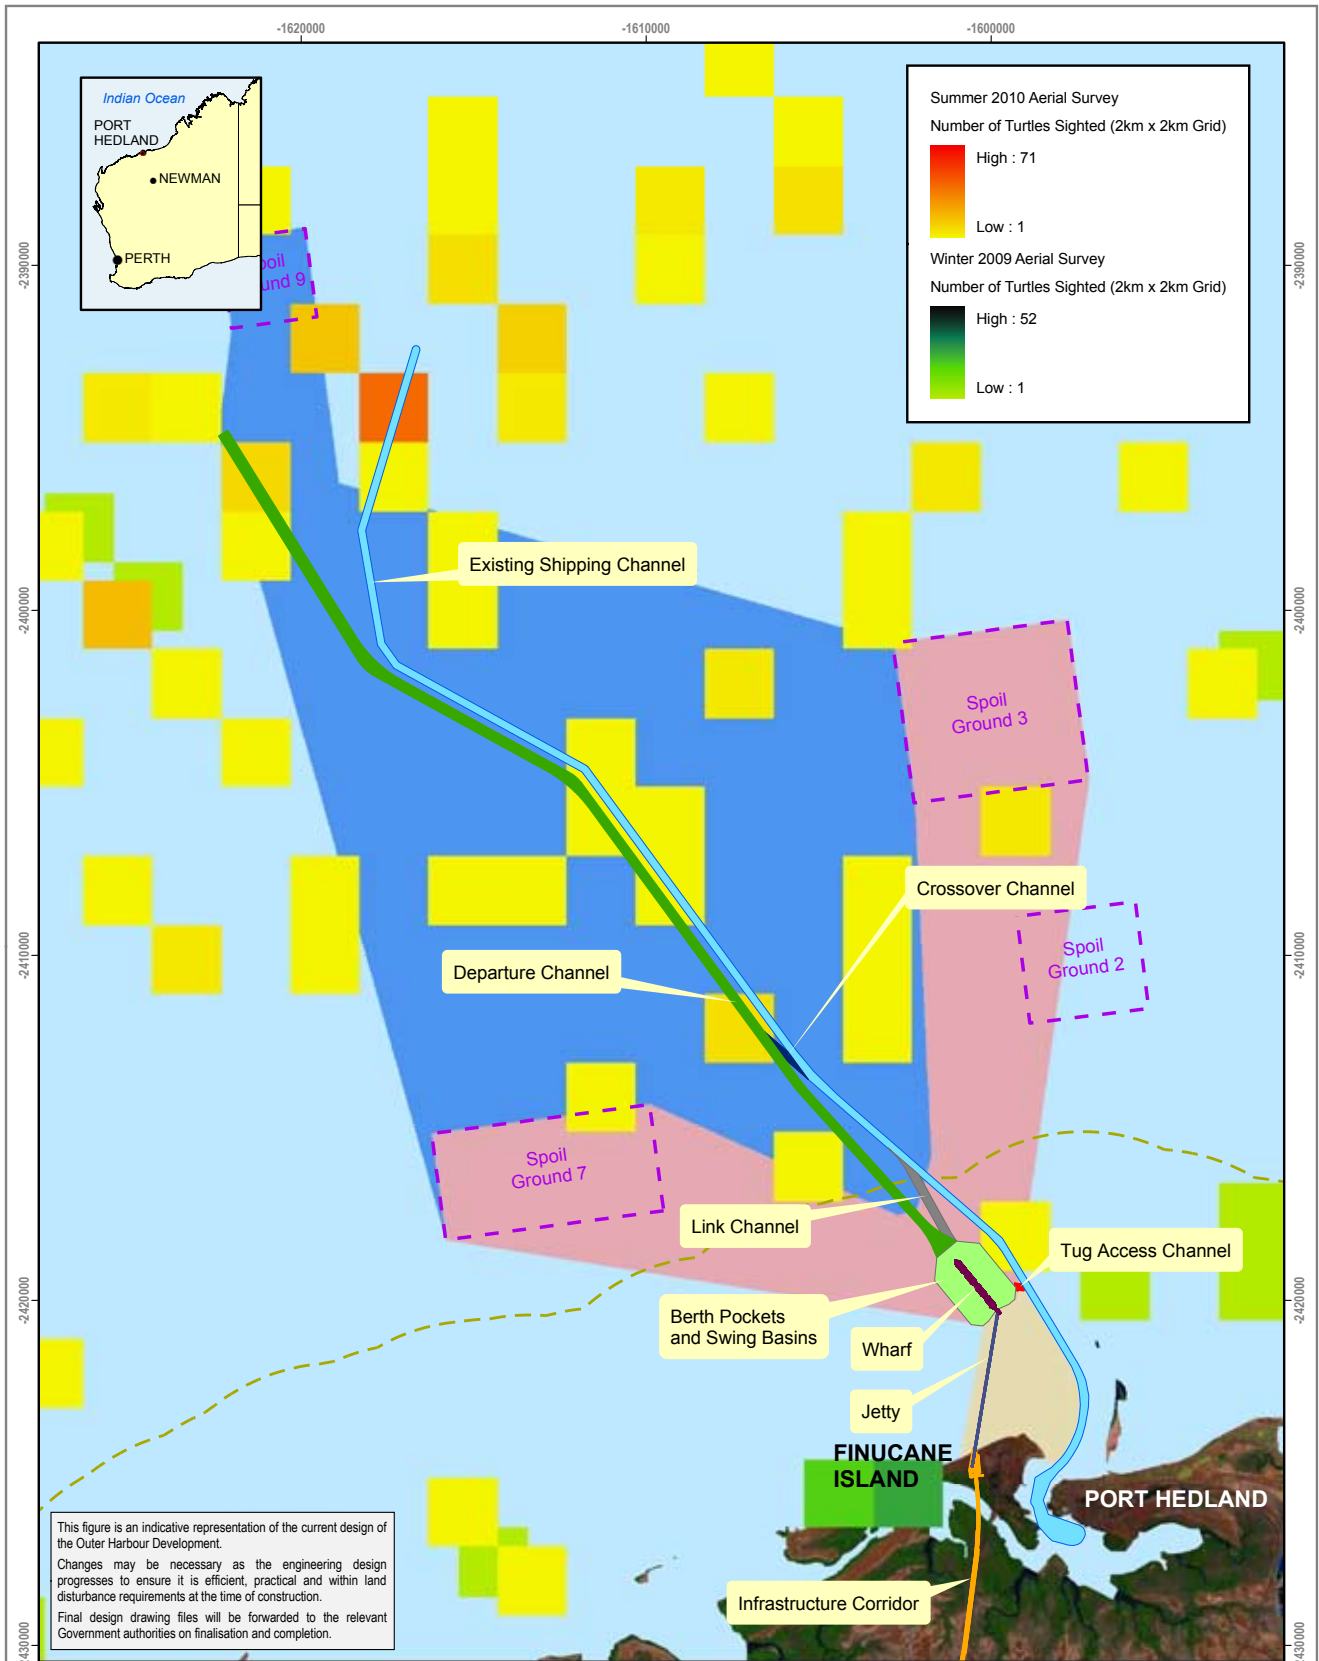 -1620000
-1610000
-1600000
Indian Ocean
PORT
HEDLAND
NEWMAN
PERTH
Summer 2010 Aerial Survey
Number of Turtles Sighted (2km x 2km Grid)
High : 71
Low : 1
Winter 2009 Aerial Survey
Number of Turtles Sighted (2km x 2km Grid)
High : 52
Low : 1
-2390000
-2390000
poil
und 9
Existing Shipping Channel
-2400000
-2400000
Spoil
Ground 3
Crossover Channel
Departure Channel
Spoil
Ground 2
-2410000
-2410000
Spoil
Ground 7
Link Channel
Tug Access Channel
Berth Pockets
and Swing Basins
Wharf
Jetty
-2420000
-2420000
FINUCANE
ISLAND
PORT HEDLAND
Infrastructure Corridor
This figure is an indicative representation of the current design of
the Outer Harbour Development.
Changes may be necessary as the engineering design
progresses to ensure it is efficient, practical and within land
disturbance requirements at the time of construction.
Final design drawing files will be forwarded to the relevant
Government authorities on finalisation and completion.
-2430000
-2430000